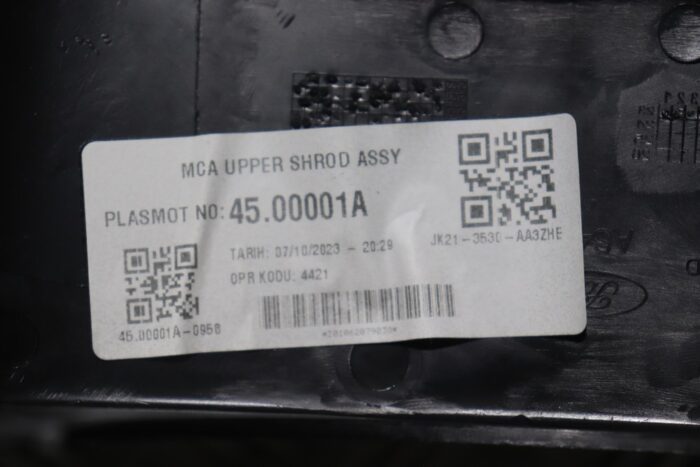 MCA UPPER SHROD ASSY
PLASMOT NO: 45.00001A
JK21-3530-AA3ZHE
TARIH: 07/10/2023 - 20:29
OPR KODU: 4421
45.00001A-0958